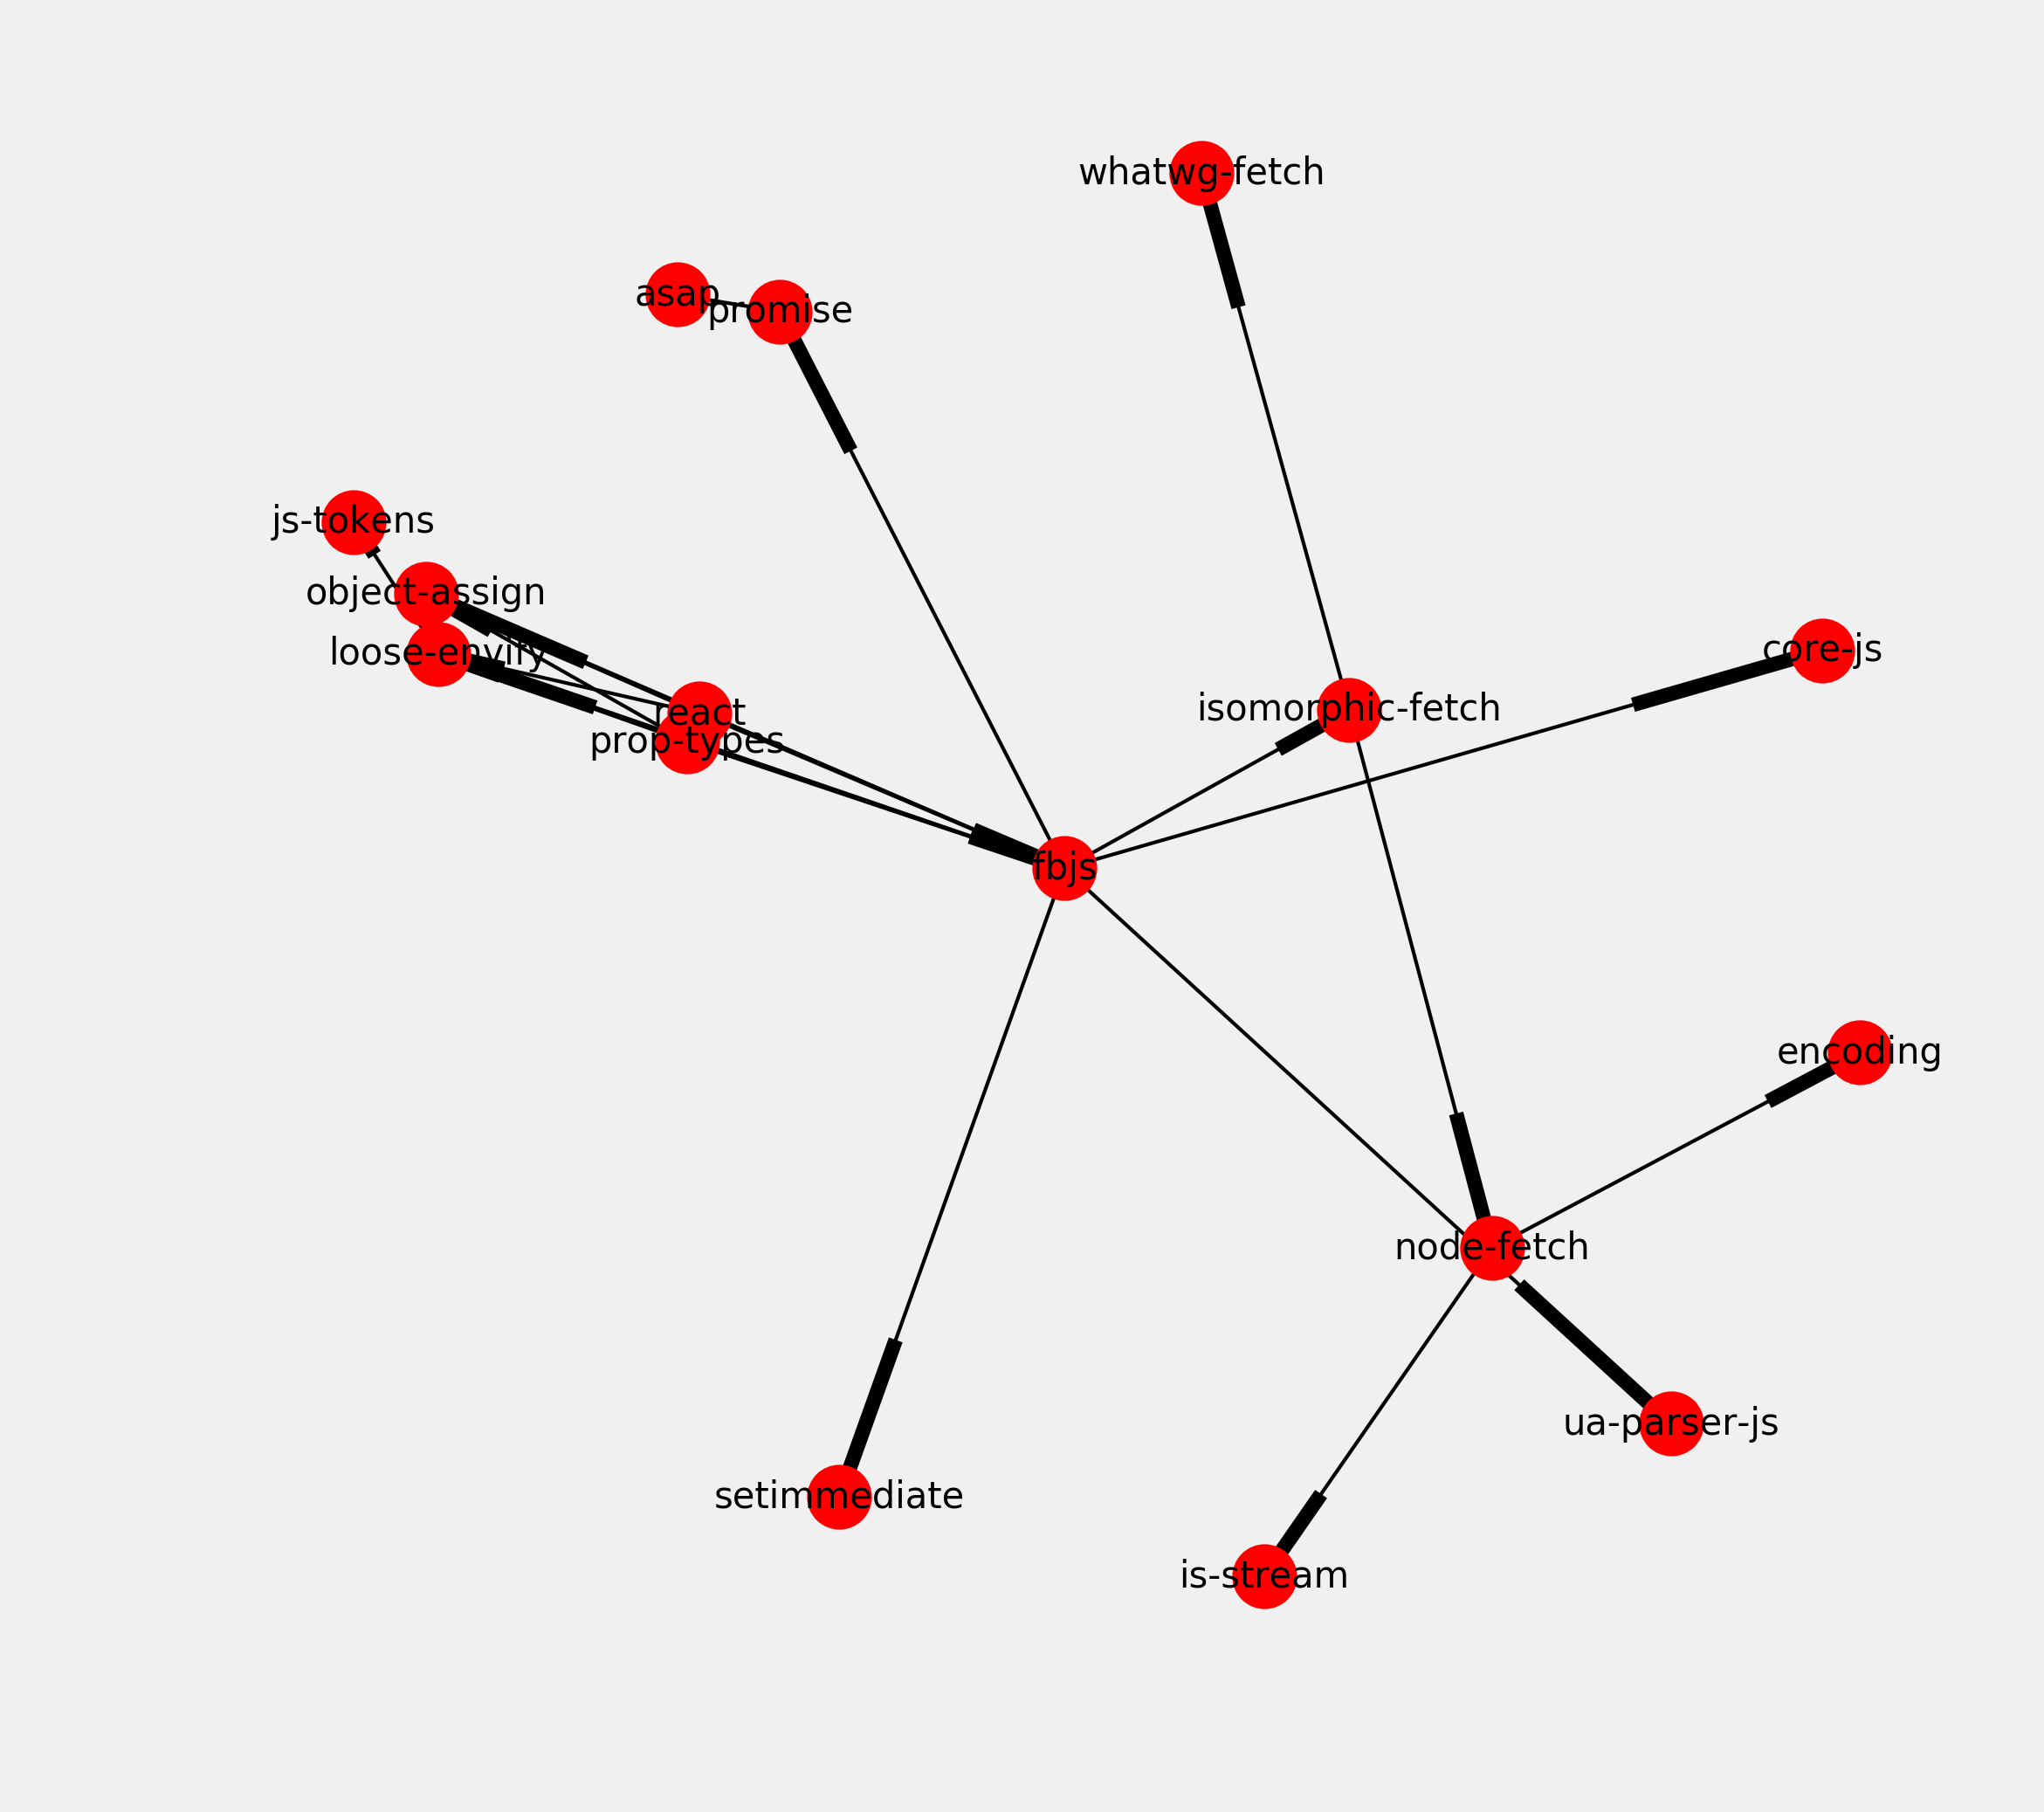 whatwg-fetch
asap
promise
js-tokens
object-assign
loose-envify
react
prop-types
isomorphic-fetch
core-js
fbjs
encoding
node-fetch
ua-parser-js
setimmediate
is-stream